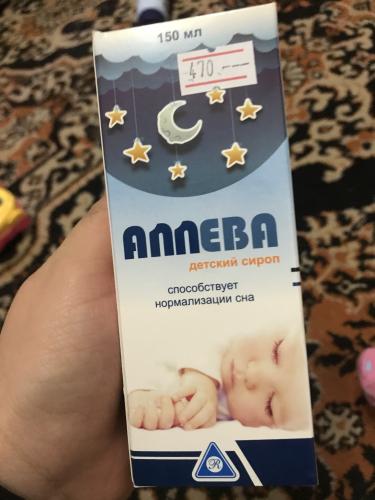 150 мл
470.---
АЛЛЕВА
детский сироп
способствует
нормализации сна
R